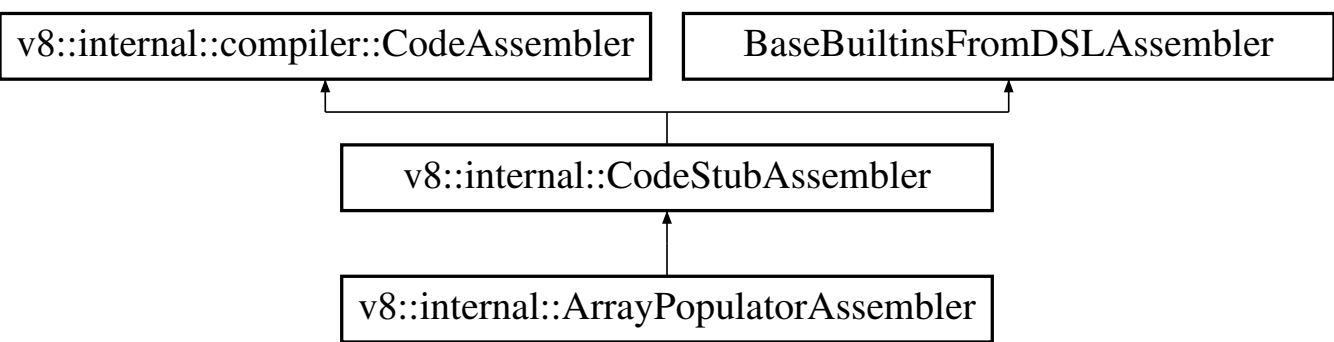 v8::internal::compiler::CodeAssembler
BaseBuiltinsFromDSLAssembler
v8::internal::CodeStubAssembler
v8::internal::ArrayPopulatorAssembler